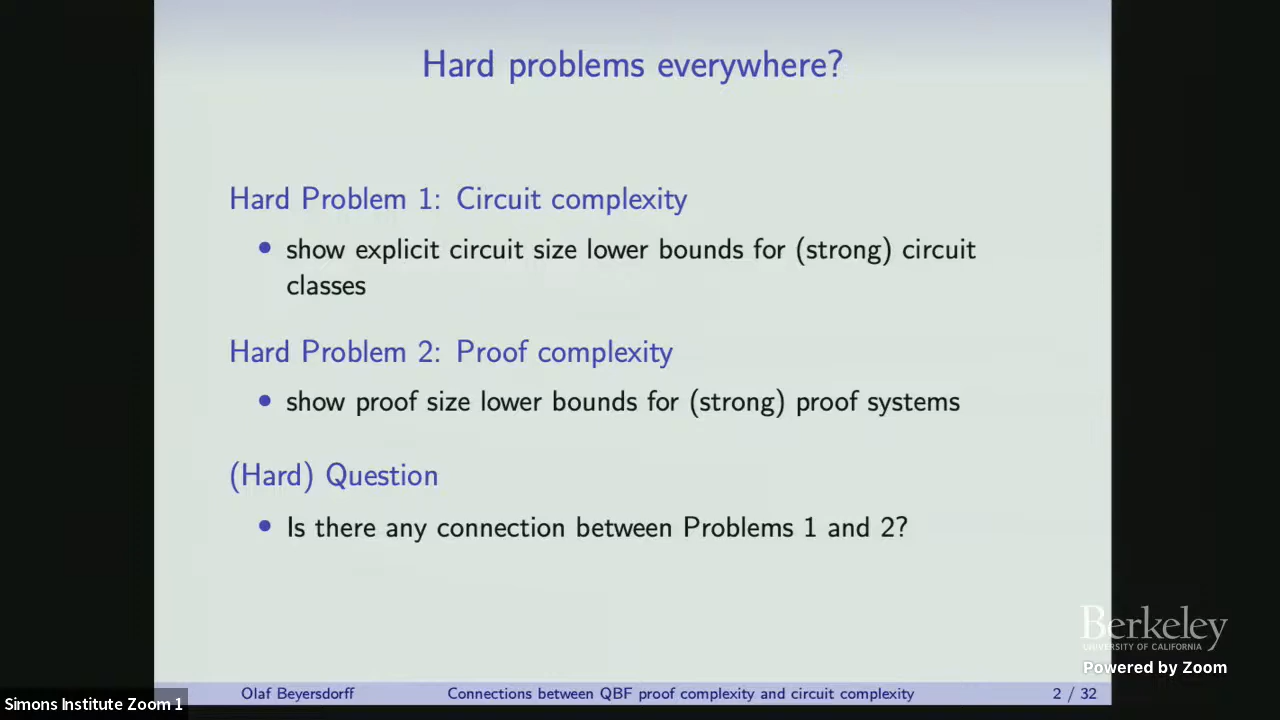 Hard problems everywhere?
Hard Problem 1: Circuit complexity
• show explicit circuit size lower bounds for (strong) circuit
classes
Hard Problem 2: Proof complexity
• show proof size lower bounds for (strong) proof systems
(Hard) Question
• Is there any connection between Problems 1 and 2?
Berkeley
UNIVERSITY OF CALIFORNIA
Powered by Zoom
Olaf Beyersdorff Connections between QBF proof complexity and circuit complexity 2 / 32
Simons Institute Zoom 1